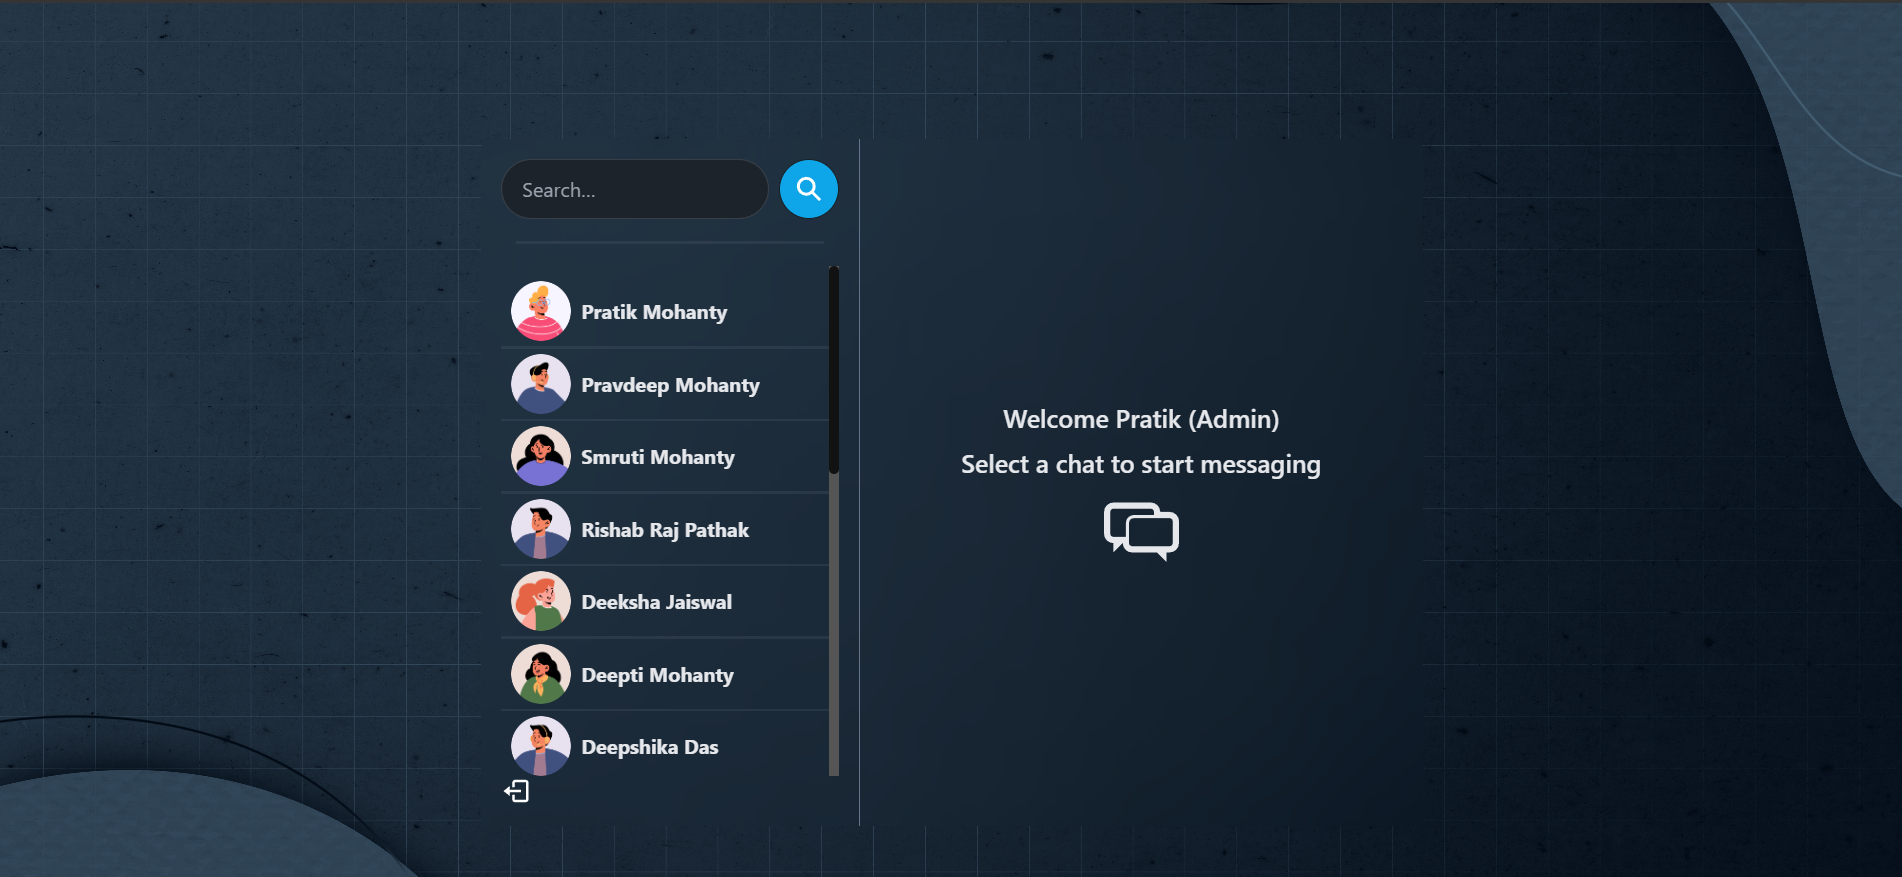 Search...
Pratik Mohanty
Pravdeep Mohanty
Smruti Mohanty
Rishab Raj Pathak
Deeksha Jaiswal
Deepti Mohanty
Deepshika Das
Welcome Pratik (Admin)
Select a chat to start messaging